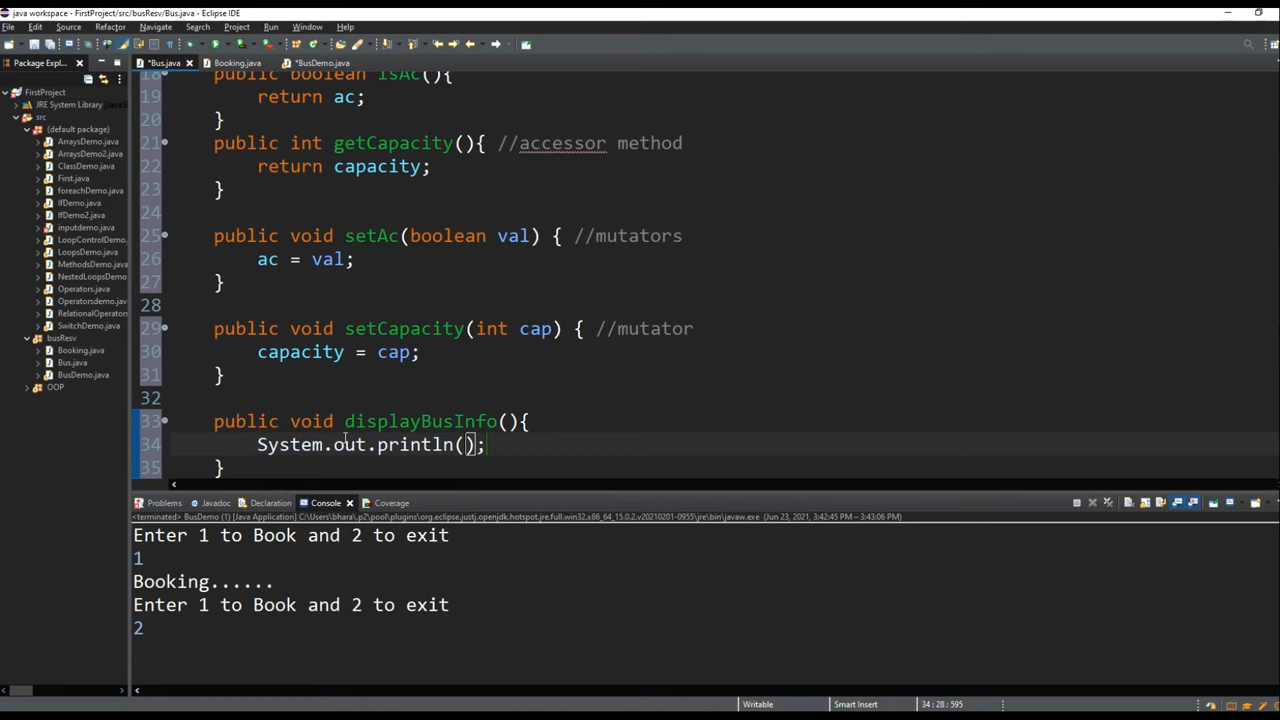 java workspace - FirstProject/src/busResv/Bus.java - Eclipse IDE
File Edit Source Refactor Navigate Search Project Run Window Help
Package Expl...
*Bus.java Booking.java *BusDemo.java
FirstProject
JRE System Library
src
(default package)
ArraysDemo.java
ArraysDemo2.java
ClassDemo.java
First.java
foreachDemo.java
IfDemo.java
IfDemo2.java
inputdemo.java
LoopControlDemo.
LoopsDemo.java
MethodsDemo.java
NestedLoopsDemo
Operators.java
Operatorsdemo.jav
RelationalOperators
SwitchDemo.java
busResv
Booking.java
Bus.java
BusDemo.java
OOP
18 public boolean isAc(){
19 return ac;
20 }
21 public int getCapacity(){ //accessor method
22 return capacity;
23 }
24
25 public void setAc(boolean val) { //mutators
26 ac = val;
27 }
28
29 public void setCapacity(int cap) { //mutator
30 capacity = cap;
31 }
32
33 public void displayBusInfo(){
34 System.out.println();
35 }
Problems Javadoc Declaration Console Coverage
<terminated> BusDemo (1) [Java Application] C:\Users\bhara\.p2\pool\plugins\org.eclipse.justj.openjdk.hotspot.jre.full.win32.x86_64_15.0.2.v20210201-0955\jre\bin\javaw.exe (Jun 23, 2021, 3:42:45 PM – 3:43:06 PM)
Enter 1 to Book and 2 to exit
1
Booking......
Enter 1 to Book and 2 to exit
2
Writable Smart Insert 34 : 28 : 595